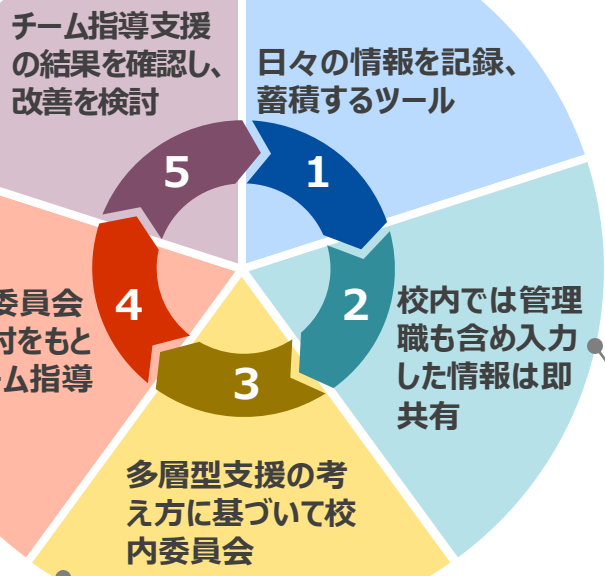 日々の情報を記録、
蓄積するツール
1
校内では管理
職も含め入力
した情報は即
共有
2
多層型支援の考
え方に基づいて校
内委員会
3
委員会
付をもと
ム指導
4
チーム指導支援
の結果を確認し、
改善を検討
5